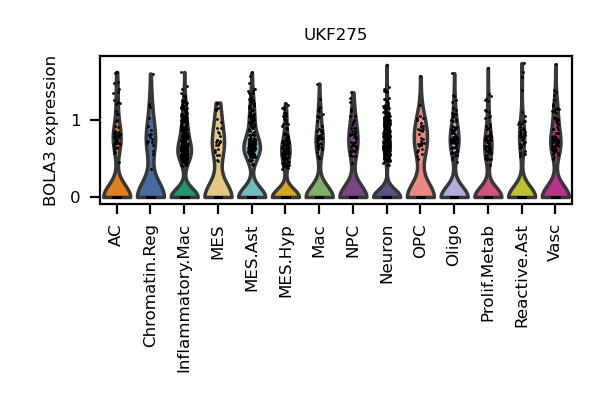 UKF275
BOLA3 expression
1
0
AC
Chromatin.Reg
Inflammatory.Mac
MES
MES.Ast
MES.Hyp
Mac
NPC
Neuron
OPC
Oligo
Prolif.Metab
Reactive.Ast
Vasc